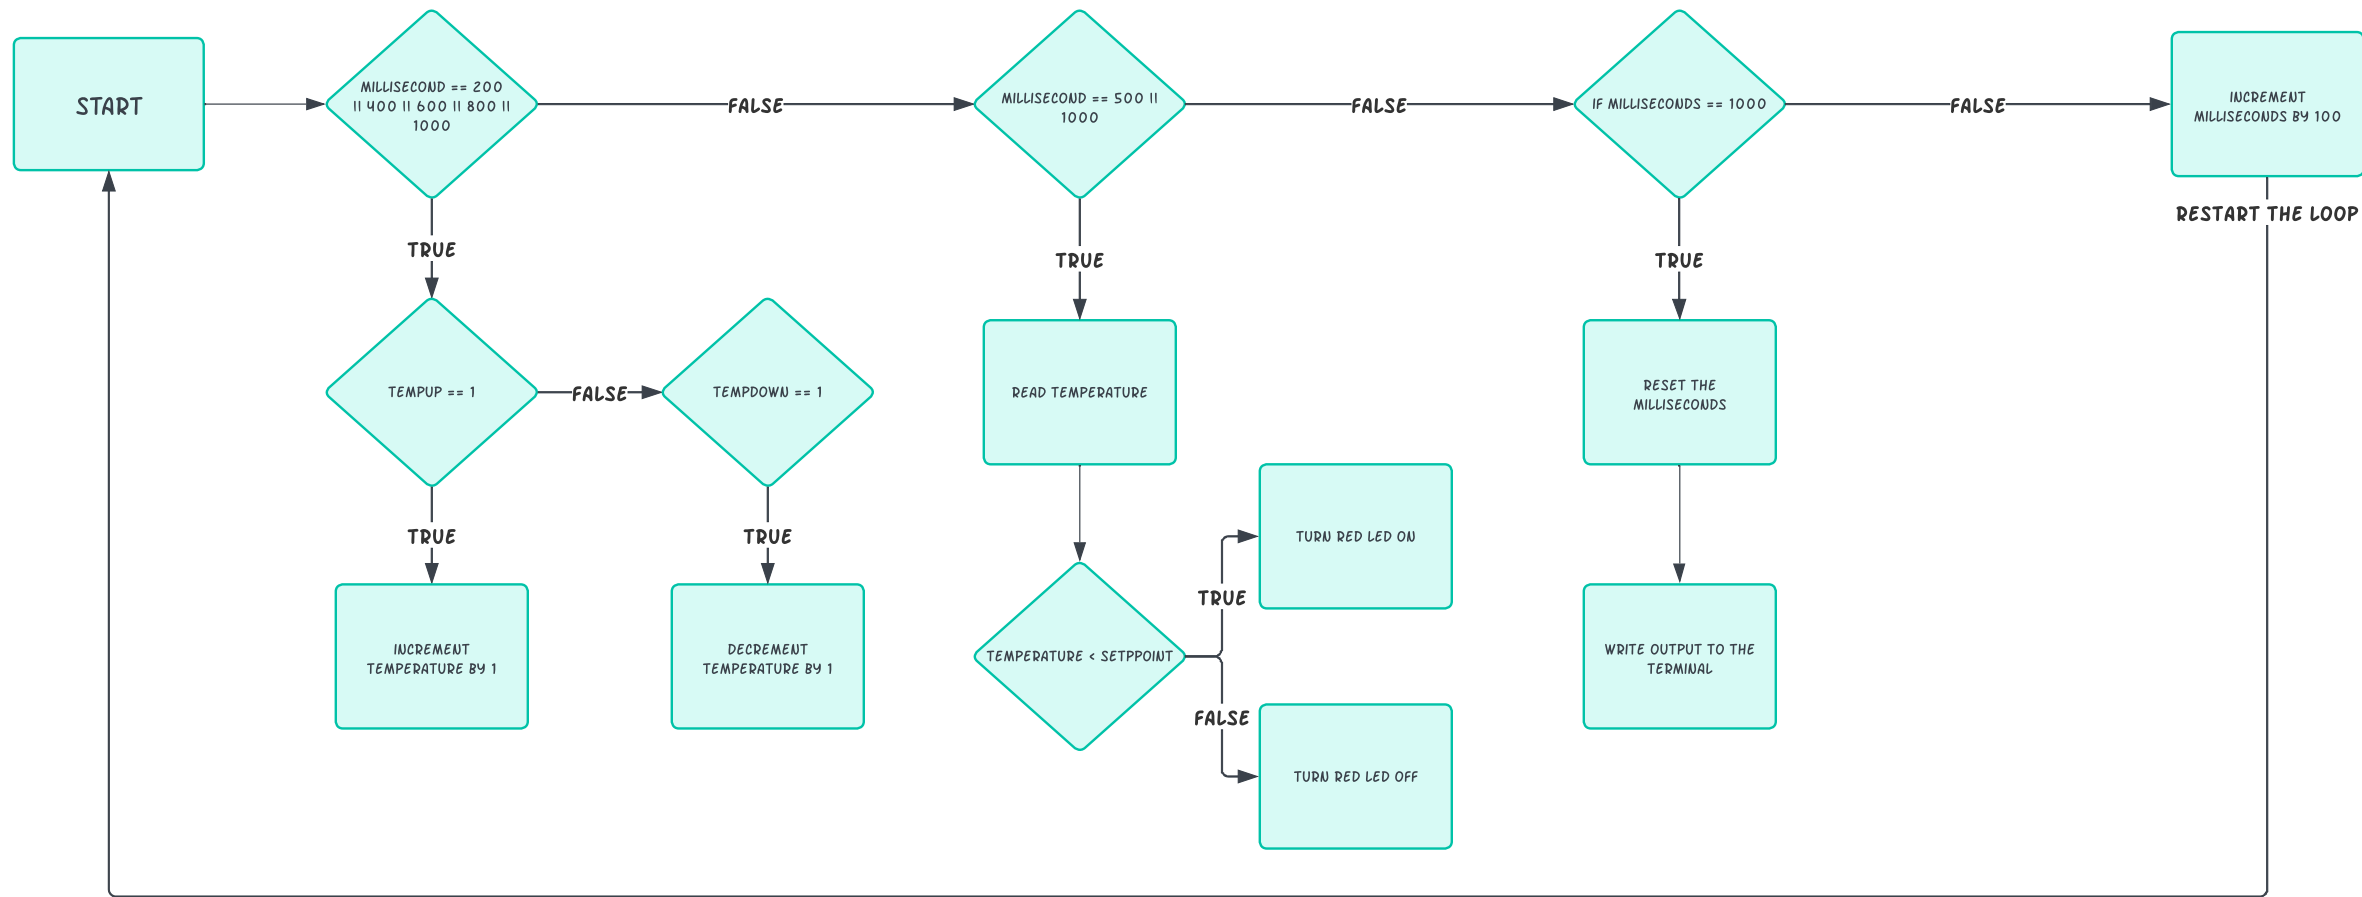 START
MILLISECOND == 200
|| 400 || 600 || 800 ||
1000
FALSE
MILLISECOND == 500 ||
1000
FALSE
IF MILLISECONDS == 1000
FALSE
INCREMENT
MILLISECONDS BY 100
RESTART THE LOOP
TRUE
TRUE
TRUE
TEMPUP == 1
FALSE
TEMPDOWN == 1
READ TEMPERATURE
RESET THE
MILLISECONDS
TRUE
TRUE
TURN RED LED ON
TRUE
INCREMENT
TEMPERATURE BY 1
DECREMENT
TEMPERATURE BY 1
TEMPERATURE < SETPPOINT
WRITE OUTPUT TO THE
TERMINAL
FALSE
TURN RED LED OFF